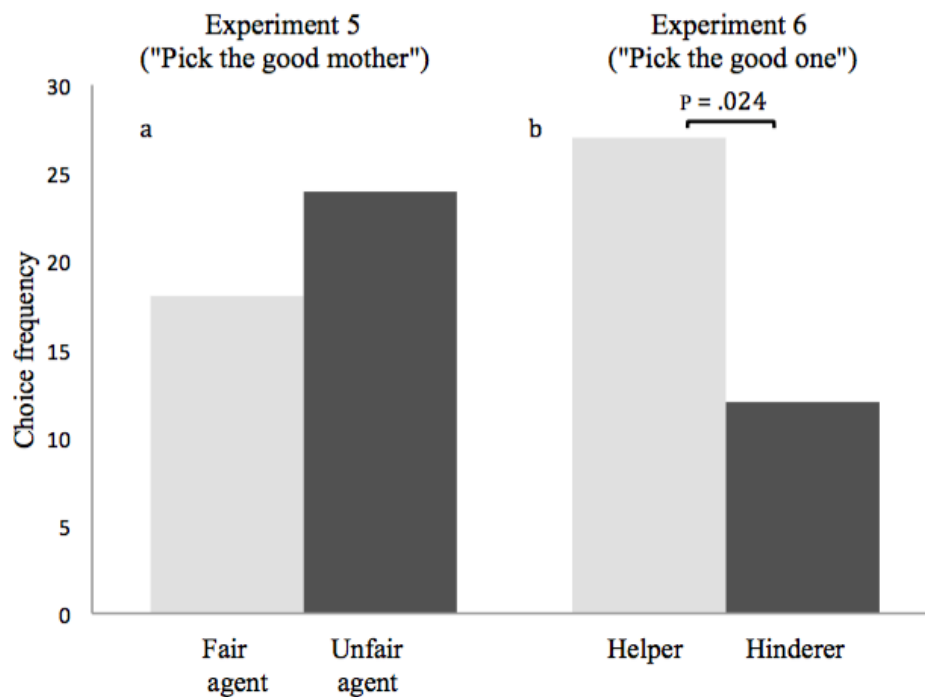 Experiment 5
("Pick the good mother")
Experiment 6
("Pick the good one")
P = .024
a
b
30
25
20
15
10
5
0
Choice frequency
Fair
agent
Unfair
agent
Helper
Hinderer